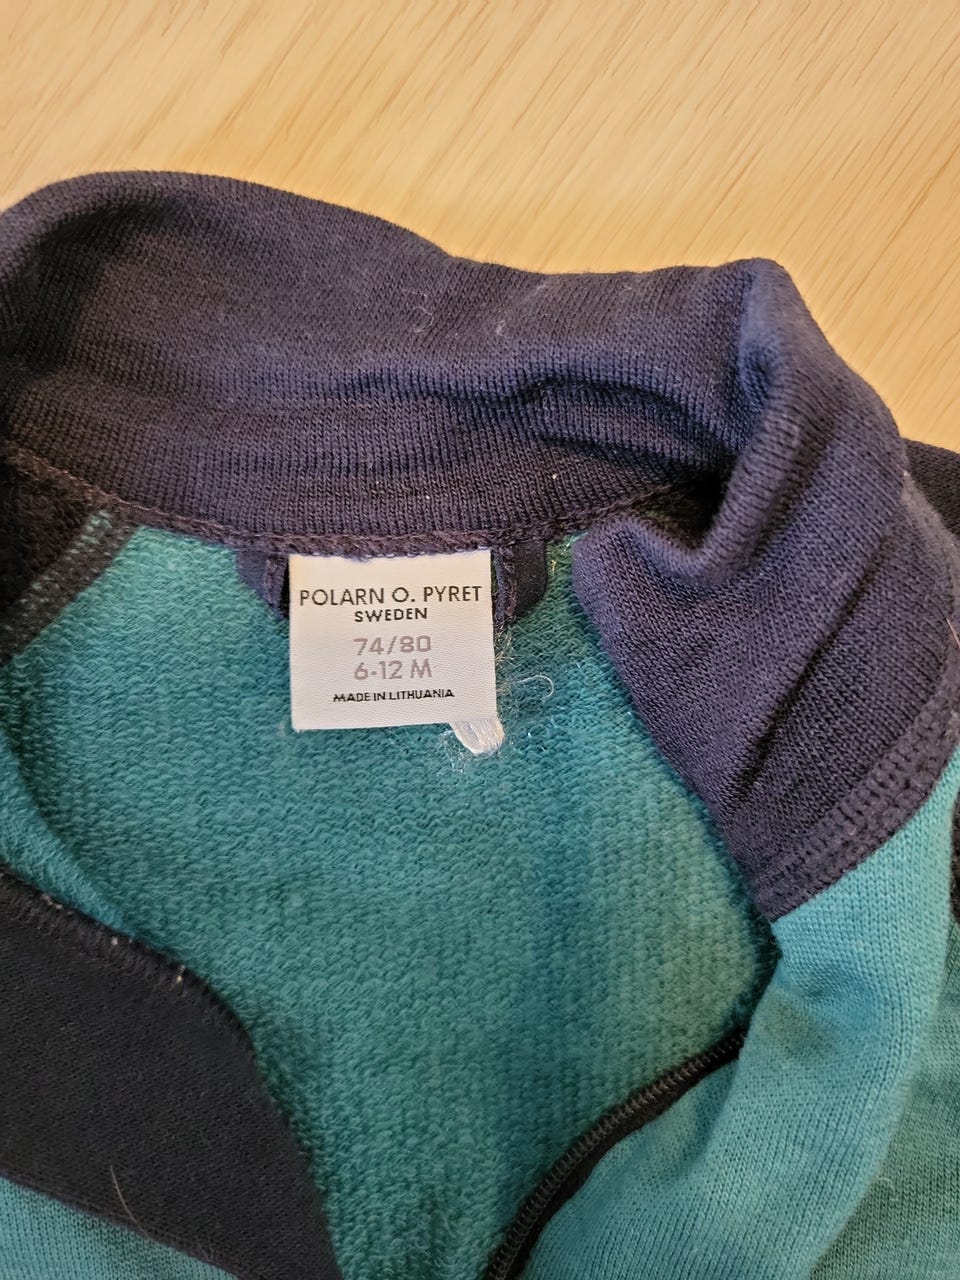 POLARN O. PYRET
SWEDEN
74/80
6-12 M
MADE IN LITHUANIA